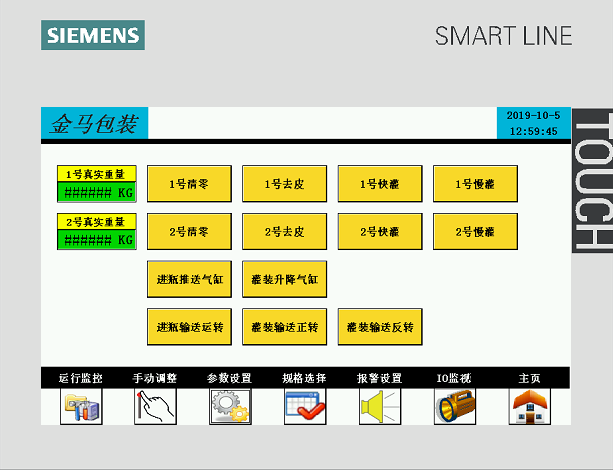 SIEMENS
SMART LINE
TOUCH
金马包装
2019-10-5
12:59:45
1号真实重量
###### KG
1号清零
1号去皮
1号快灌
1号慢灌
2号真实重量
###### KG
2号清零
2号去皮
2号快灌
2号慢灌
进瓶推送气缸
灌装升降气缸
进瓶输送运转
灌装输送正转
灌装输送反转
运行监控
手动调整
参数设置
规格选择
报警设置
IO监视
主页